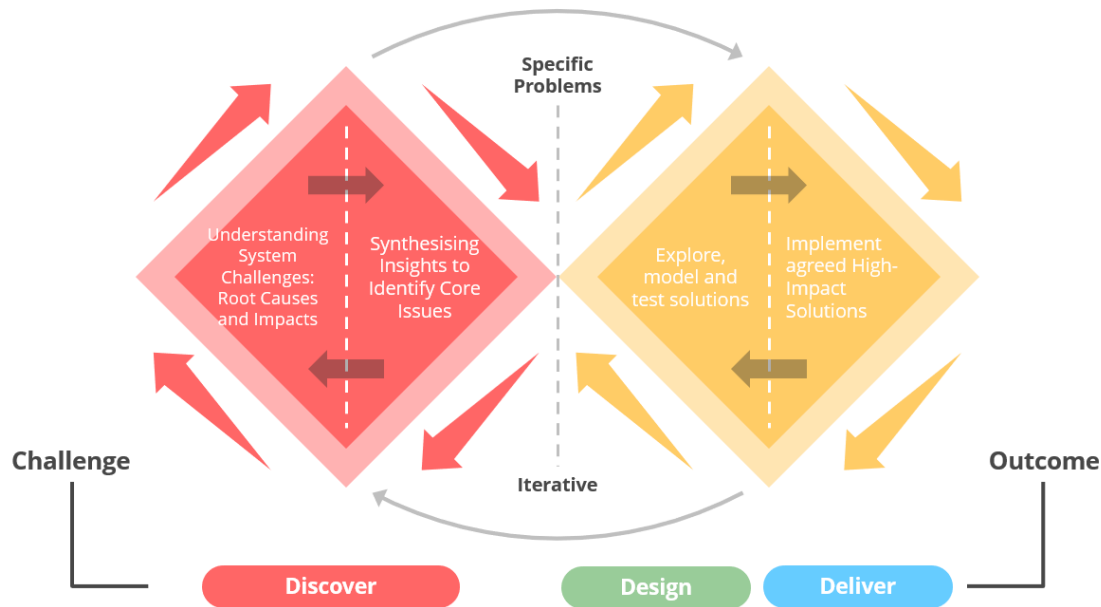 Specific
Problems
Understanding
System
Challenges:
Root Causes
and Impacts
Synthesising
Insights to
Identify Core
Issues
Explore,
model and
test solutions
Implement
agreed High-
Impact
Solutions
Challenge
Iterative
Outcome
Discover
Design
Deliver